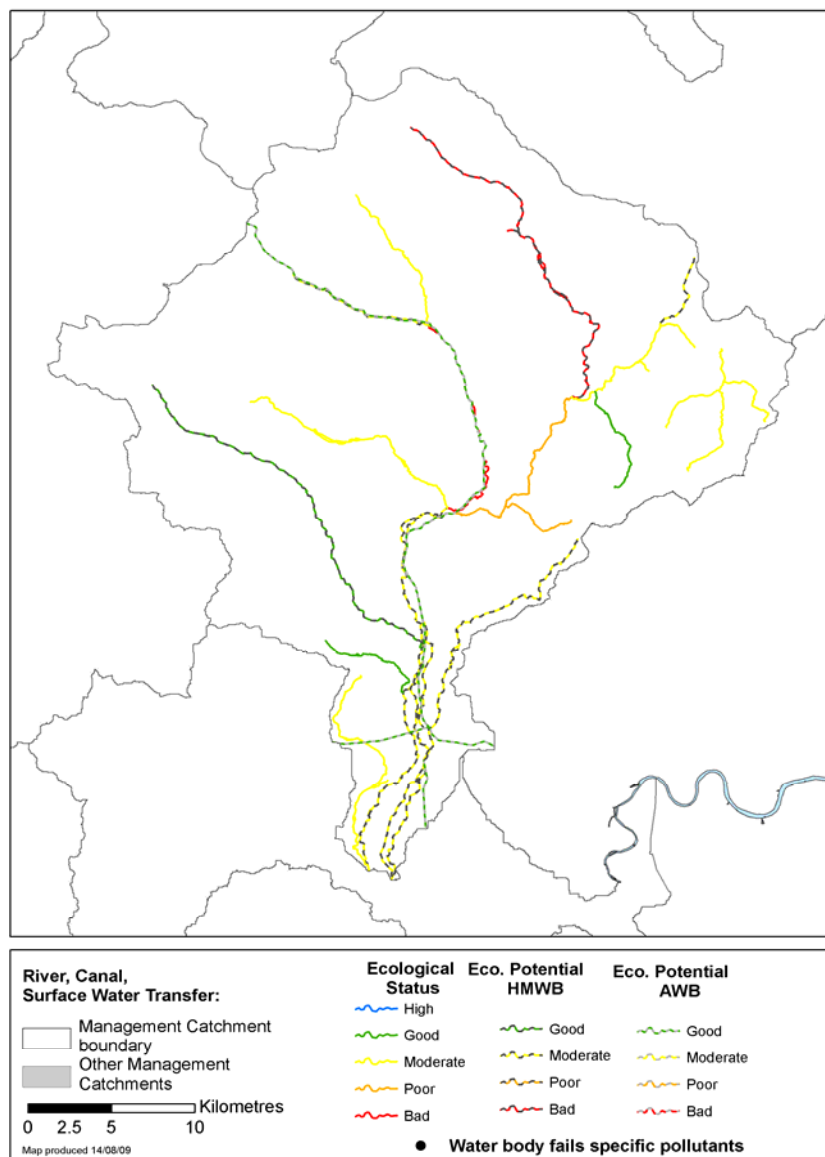 River, Canal,
Surface Water Transfer:
Management Catchment
boundary
Other Management
Catchments
Kilometres
0 2.5 5 10
Map produced 14/08/09
Ecological
Status
High
Good
Moderate
Poor
Bad
Eco. Potential
HMWB
Good
Moderate
Poor
Bad
Eco. Potential
AWB
Good
Moderate
Poor
Bad
Water body fails specific pollutants